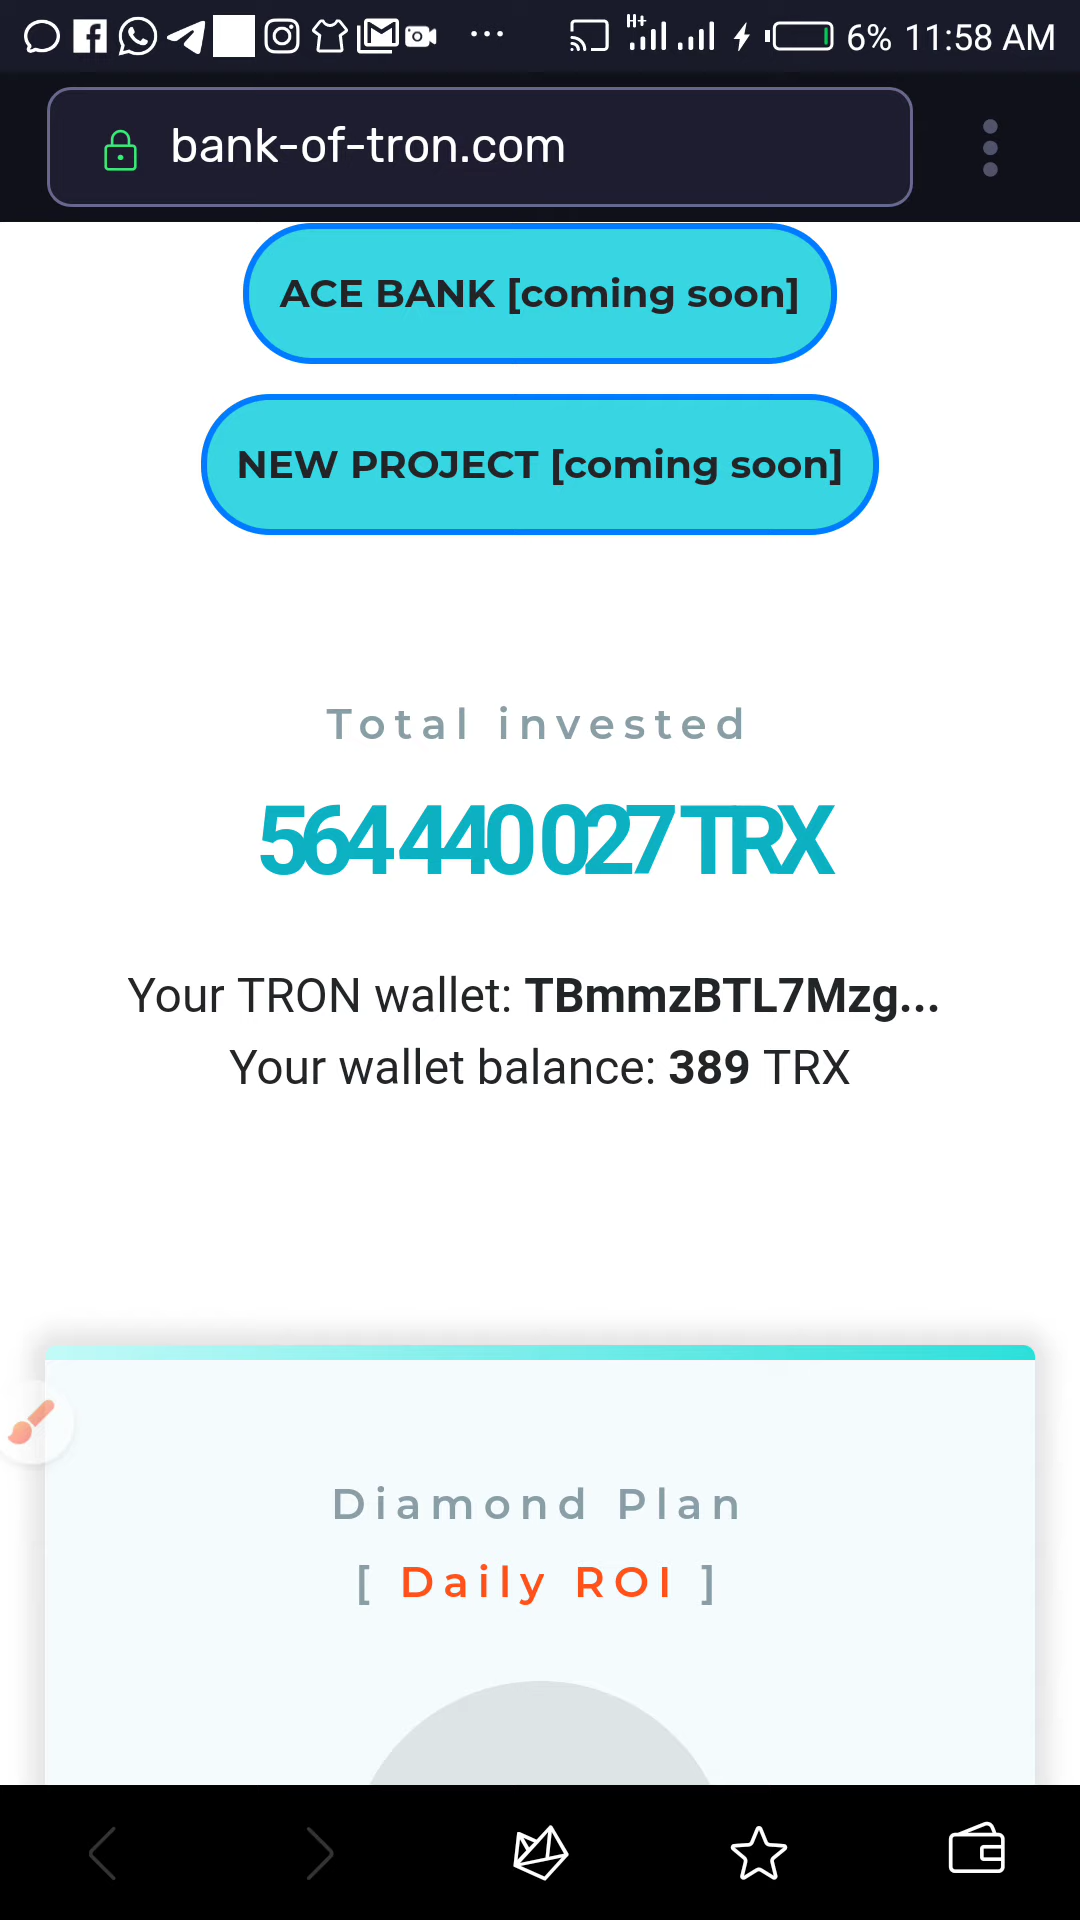 H+ 6% 11:58 AM
bank-of-tron.com
ACE BANK [coming soon]
NEW PROJECT [coming soon]
Total invested
564 440 027 TRX
Your TRON wallet: TBmmzBTL7Mzg...
Your wallet balance: 389 TRX
Diamond Plan
[ Daily ROI ]